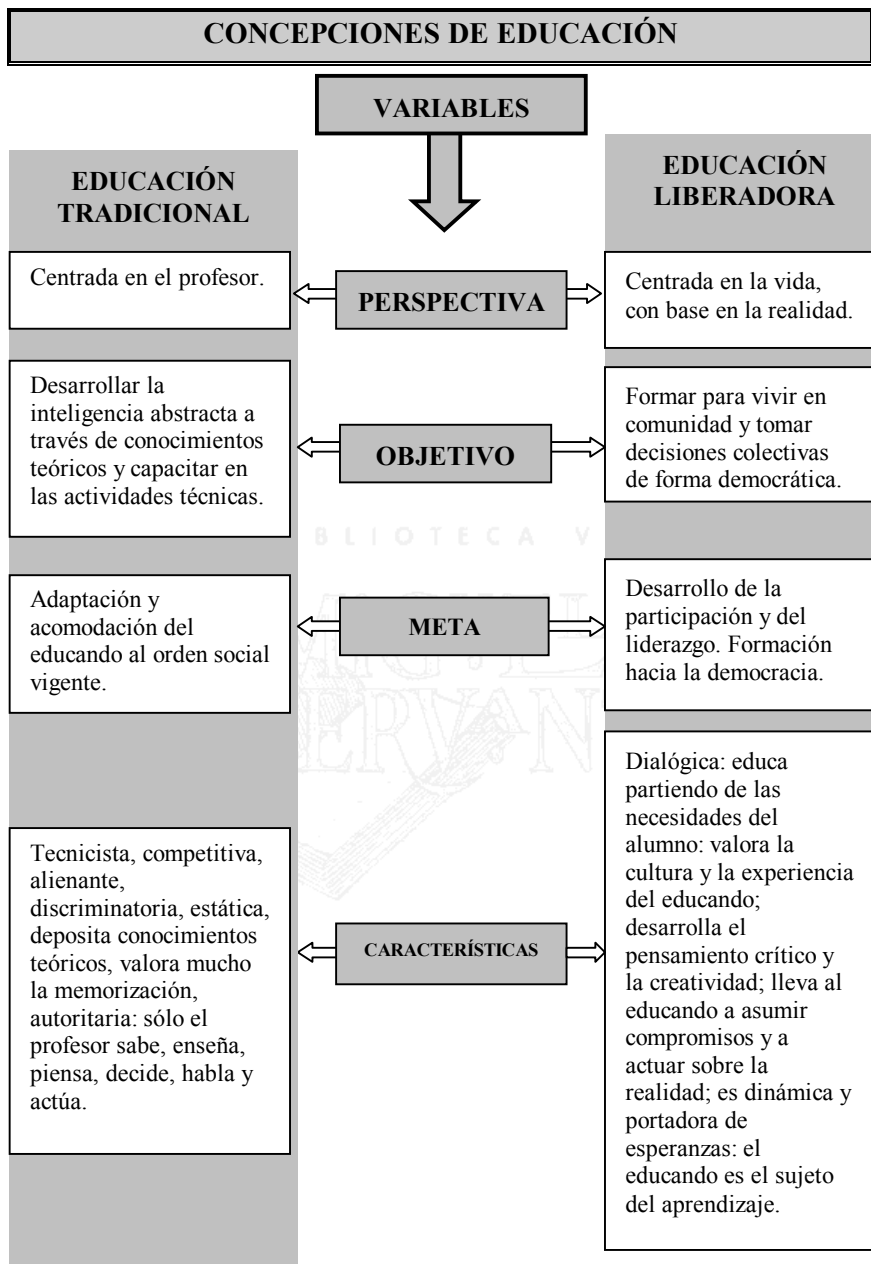 CONCEPCIONES DE EDUCACIÓN
VARIABLES
EDUCACIÓN
TRADICIONAL
EDUCACIÓN
LIBERADORA
Centrada en el profesor.
PERSPECTIVA
Centrada en la vida,
con base en la realidad.
Desarrollar la
inteligencia abstracta a
través de conocimientos
teóricos y capacitar en
las actividades técnicas.
OBJETIVO
Formar para vivir en
comunidad y tomar
decisiones colectivas
de forma democrática.
BLIOTECA V
Adaptación y
acomodación del
educando al orden social
vigente.
META
Desarrollo de la
participación y del
liderazgo. Formación
hacia la democracia.
ERVAN
Tecnicista, competitiva,
alienante,
discriminatoria, estática,
deposita conocimientos
teóricos, valora mucho
la memorización,
autoritaria: sólo el
profesor sabe, enseña,
piensa, decide, habla y
actúa.
CARACTERÍSTICAS
Dialógica: educa
partiendo de las
necesidades del
alumno: valora la
cultura y la experiencia
del educando;
desarrolla el
pensamiento crítico y
la creatividad; lleva al
educando a asumir
compromisos y a
actuar sobre la
realidad; es dinámica y
portadora de
esperanzas: el
educando es el sujeto
del aprendizaje.